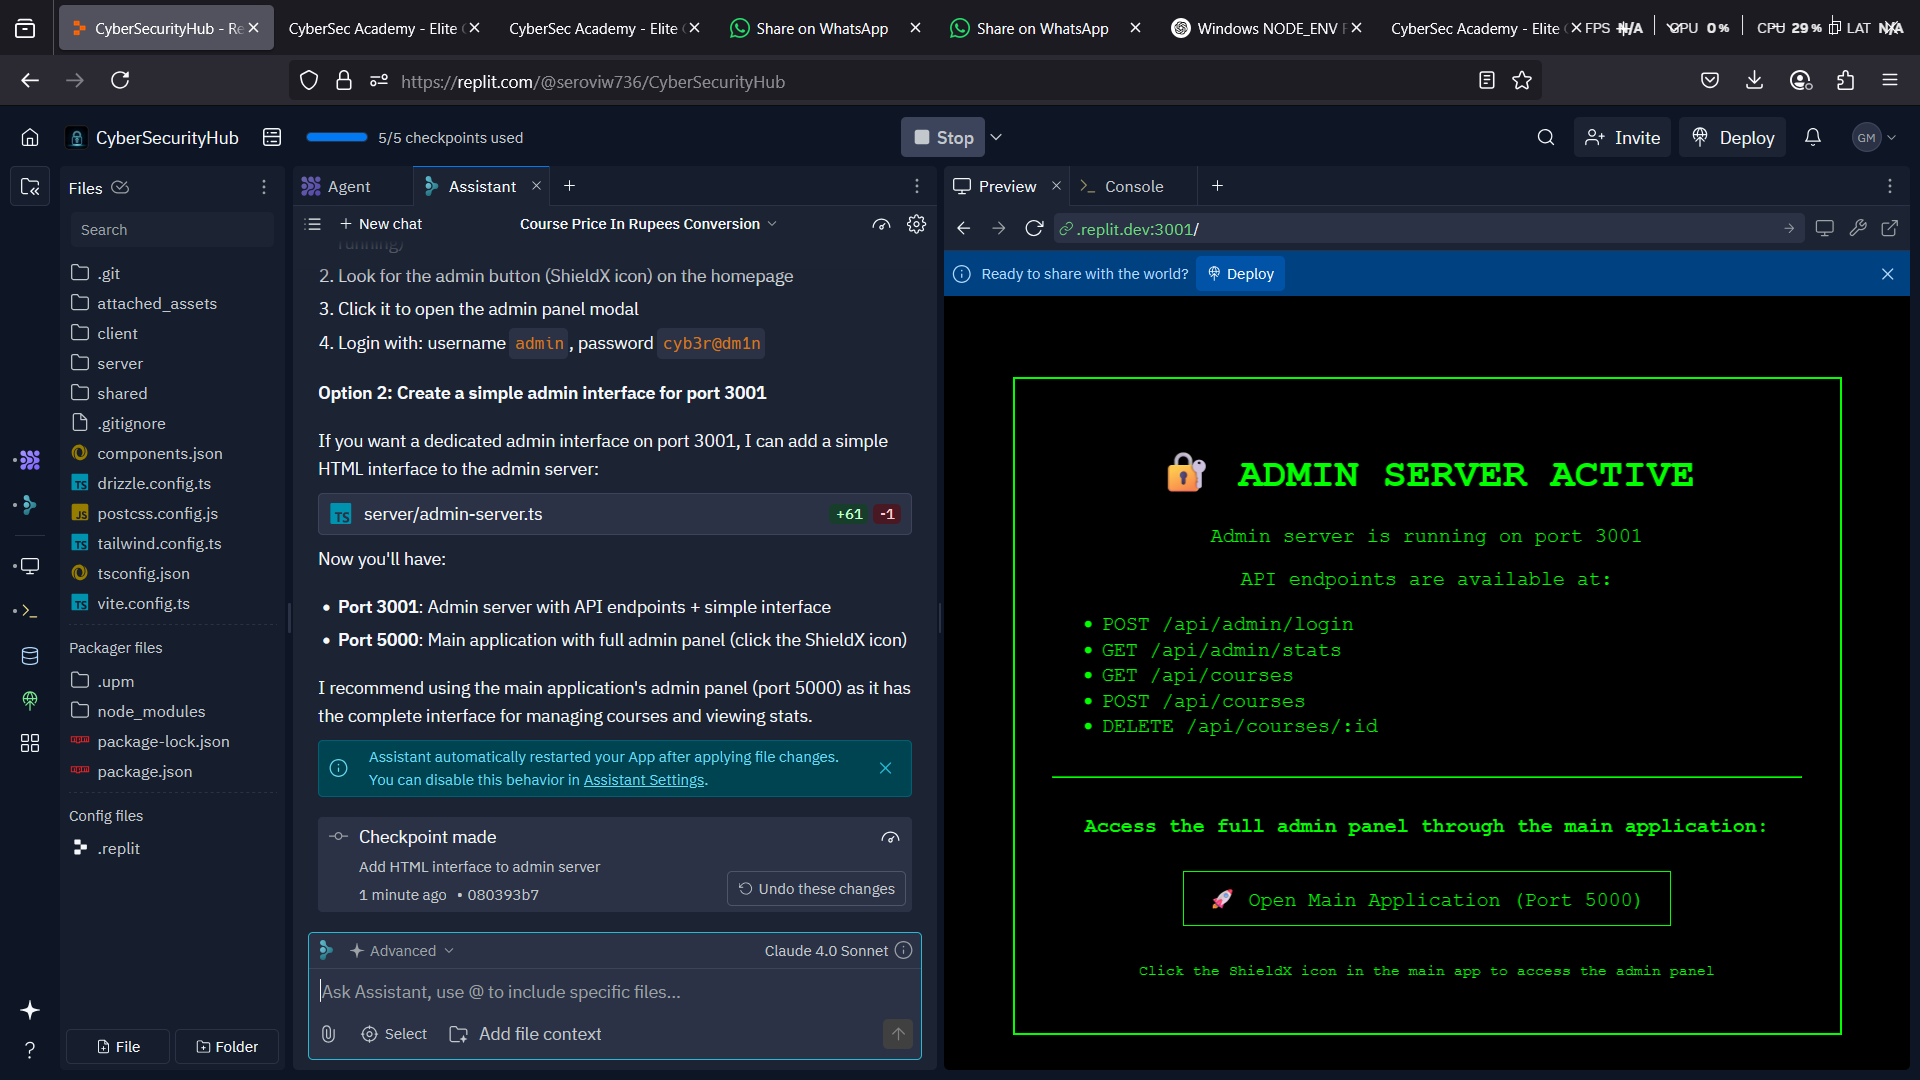 CyberSecurityHub - Re
CyberSec Academy - Elite
CyberSec Academy - Elite
Share on WhatsApp
Share on WhatsApp
Windows NODE_ENV
CyberSec Academy - Elite
FPS N/A
GPU 0 %
CPU 29 %
LAT N/A
https://replit.com/@seroviw736/CyberSecurityHub
CyberSecurityHub
5/5 checkpoints used
Stop
Invite
Deploy
GM
Files
Search
.git
attached_assets
client
server
shared
.gitignore
components.json
drizzle.config.ts
postcss.config.js
tailwind.config.ts
tsconfig.json
vite.config.ts
Packager files
.upm
node_modules
package-lock.json
package.json
Config files
.replit
File
Folder
Agent
Assistant
New chat
Course Price In Rupees Conversion
running)
2. Look for the admin button (ShieldX icon) on the homepage
3. Click it to open the admin panel modal
4. Login with: username admin , password cyb3r@dm1n
Option 2: Create a simple admin interface for port 3001
If you want a dedicated admin interface on port 3001, I can add a simple
HTML interface to the admin server:
TS server/admin-server.ts +61 -1
Now you'll have:
• Port 3001: Admin server with API endpoints + simple interface
• Port 5000: Main application with full admin panel (click the ShieldX icon)
I recommend using the main application's admin panel (port 5000) as it has
the complete interface for managing courses and viewing stats.
Assistant automatically restarted your App after applying file changes.
You can disable this behavior in Assistant Settings.
Checkpoint made
Add HTML interface to admin server
1 minute ago • 080393b7
Undo these changes
Advanced
Claude 4.0 Sonnet
Ask Assistant, use @ to include specific files...
Select
Add file context
Preview
Console
.replit.dev:3001/
Ready to share with the world?
Deploy
ADMIN SERVER ACTIVE
Admin server is running on port 3001
API endpoints are available at:
• POST /api/admin/login
• GET /api/admin/stats
• GET /api/courses
• POST /api/courses
• DELETE /api/courses/:id
Access the full admin panel through the main application:
🚀 Open Main Application (Port 5000)
Click the ShieldX icon in the main app to access the admin panel